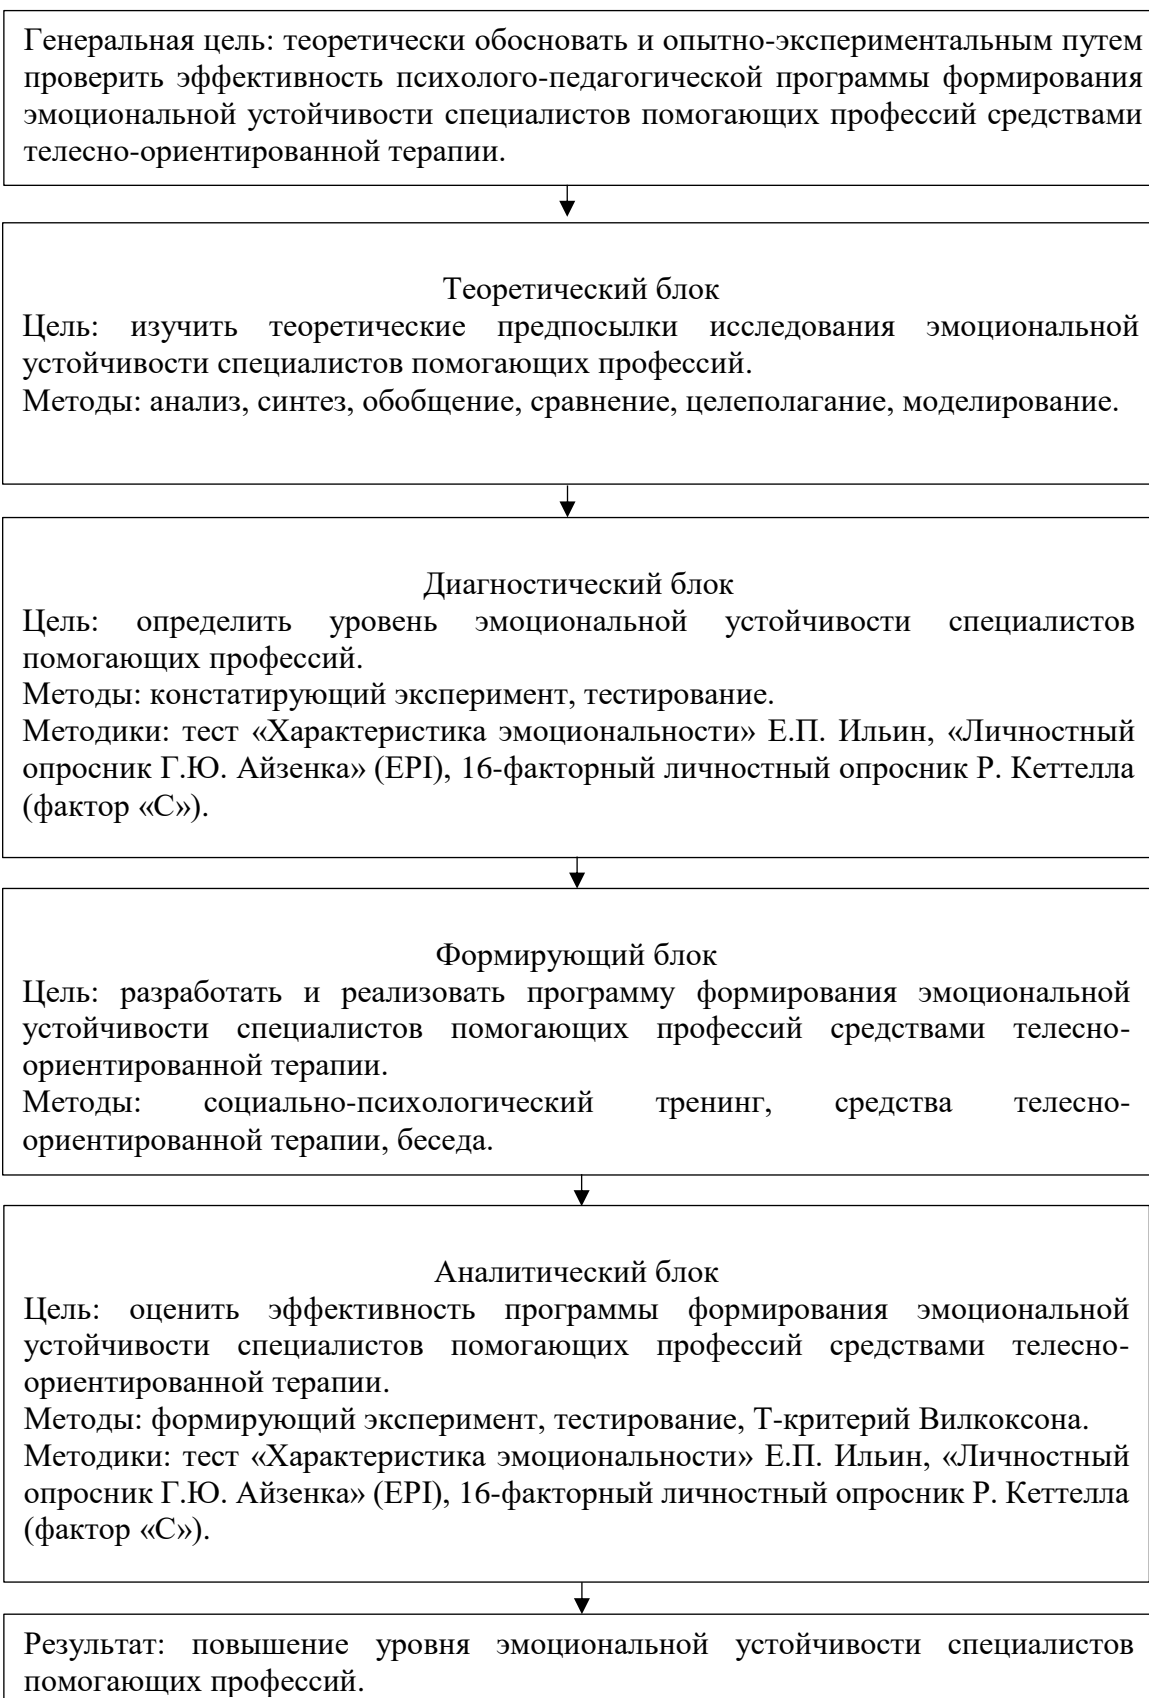 Генеральная цель: теоретически обосновать и опытно-экспериментальным путем
проверить эффективность психолого-педагогической программы формирования
эмоциональной устойчивости специалистов помогающих профессий средствами
телесно-ориентированной терапии.
Теоретический блок
Цель: изучить теоретические предпосылки исследования эмоциональной
устойчивости специалистов помогающих профессий.
Методы: анализ, синтез, обобщение, сравнение, целеполагание, моделирование.
Диагностический блок
Цель: определить уровень эмоциональной устойчивости специалистов
помогающих профессий.
Методы: констатирующий эксперимент, тестирование.
Методики: тест «Характеристика эмоциональности» Е.П. Ильин, «Личностный
опросник Г.Ю. Айзенка» (EPI), 16-факторный личностный опросник Р. Кеттелла
(фактор «С»).
Формирующий блок
Цель: разработать и реализовать программу формирования эмоциональной
устойчивости специалистов помогающих профессий средствами телесно-
ориентированной терапии.
Методы: социально-психологический тренинг, средства телесно-
ориентированной терапии, беседа.
Аналитический блок
Цель: оценить эффективность программы формирования эмоциональной
устойчивости специалистов помогающих профессий средствами телесно-
ориентированной терапии.
Методы: формирующий эксперимент, тестирование, Т-критерий Вилкоксона.
Методики: тест «Характеристика эмоциональности» Е.П. Ильин, «Личностный
опросник Г.Ю. Айзенка» (EPI), 16-факторный личностный опросник Р. Кеттелла
(фактор «С»).
Результат: повышение уровня эмоциональной устойчивости специалистов
помогающих профессий.